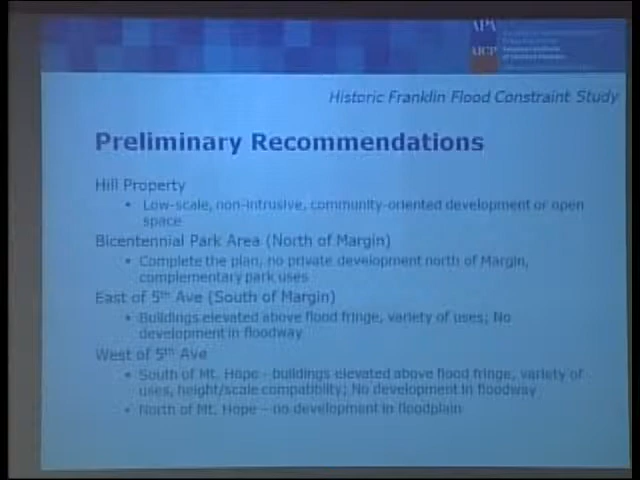 APA
AICP
Historic Franklin Flood Constraint Study
Preliminary Recommendations
Hill Property
• Low-scale, non-intrusive, community-oriented development or open
space
Bicentennial Park Area (North of Margin)
• Complete the plan, no private development north of Margin,
complementary park uses
East of 5th Ave (South of Margin)
• Buildings elevated above flood fringe, variety of uses; No
development in floodway
West of 5th Ave
• South of Mt. Hope - buildings elevated above flood fringe, variety of
uses, height/scale compatibility; No development in floodway
• North of Mt. Hope – no development in floodplain